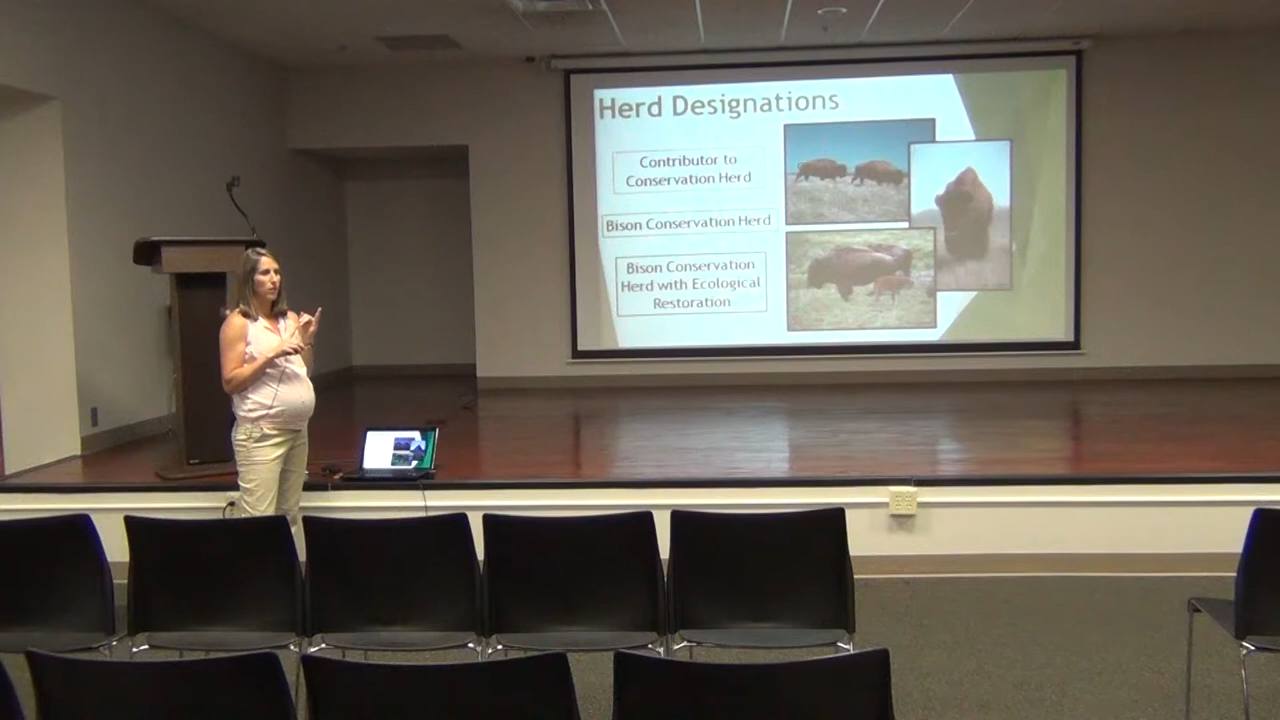 Herd Designations
Contributor to
Conservation Herd
Bison Conservation Herd
Bison Conservation
Herd with Ecological
Restoration